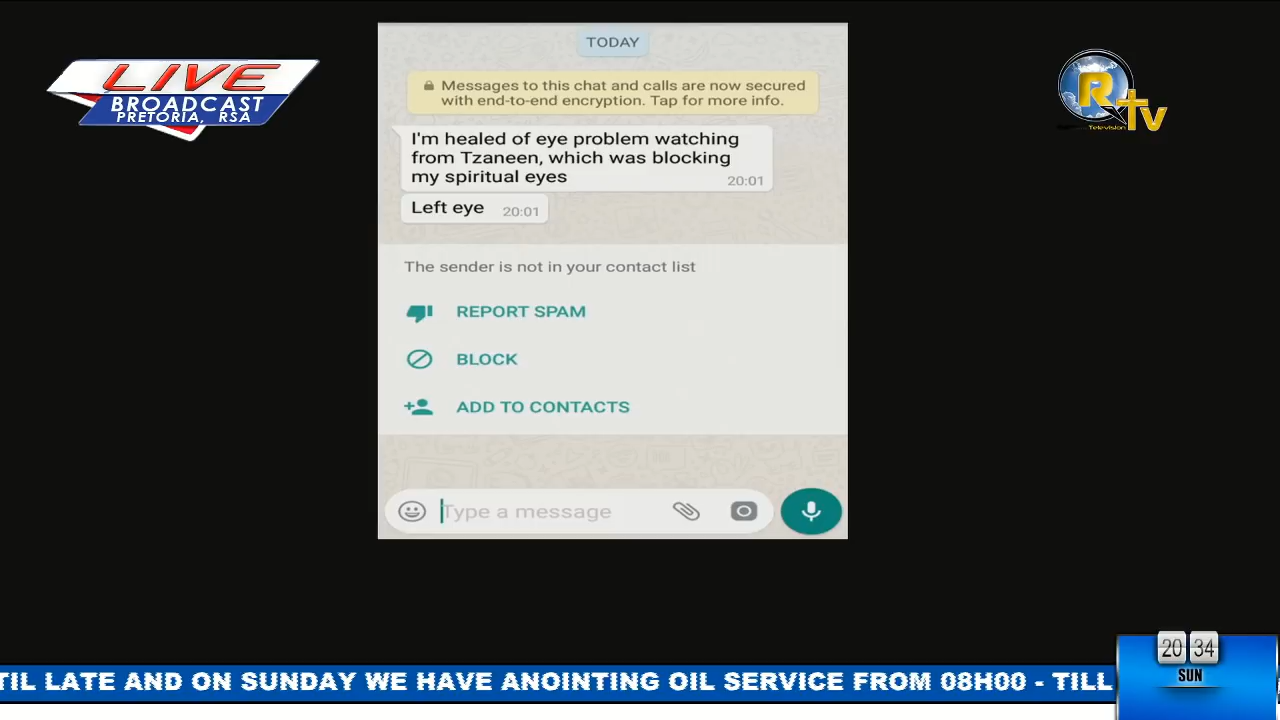 LIVE
BROADCAST
PRETORIA, RSA
R
TV
Television
TODAY
Messages to this chat and calls are now secured
with end-to-end encryption. Tap for more info.
I'm healed of eye problem watching
from Tzaneen, which was blocking
my spiritual eyes
20:01
Left eye 20:01
The sender is not in your contact list
REPORT SPAM
BLOCK
ADD TO CONTACTS
Type a message
20 34
SUN
TIL LATE AND ON SUNDAY WE HAVE ANOINTING OIL SERVICE FROM 08H00 - TILL